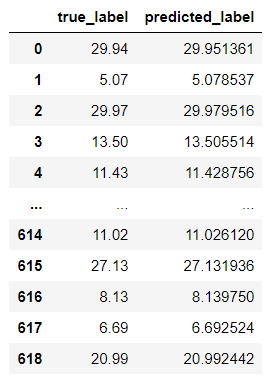 true_label predicted_label
0 29.94 29.951361
1 5.07 5.078537
2 29.97 29.979516
3 13.50 13.505514
4 11.43 11.428756
... ... ...
614 11.02 11.026120
615 27.13 27.131936
616 8.13 8.139750
617 6.69 6.692524
618 20.99 20.992442